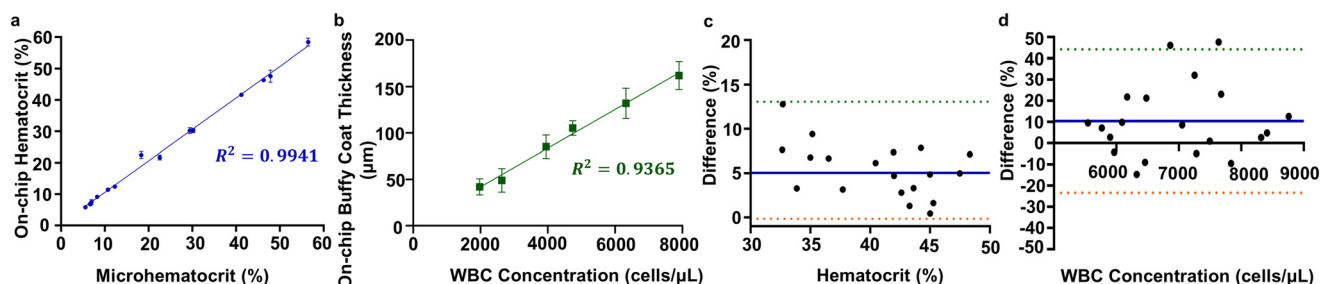 a
On-chip Hematocrit (%)
60
50
40
30
20
10
0
0 10 20 30 40 50 60
Microhematocrit (%)
R² = 0.9941
b
On-chip Buffy Coat Thickness
(µm)
200
150
100
50
0
2000 4000 6000 8000
WBC Concentration (cells/µL)
R² = 0.9365
c
Difference (%)
20
15
10
5
0
30 35 40 45 50
Hematocrit (%)
d
Difference (%)
50
40
30
20
10
0
-10
-20
-30
-40
-50
6000 7000 8000 9000
WBC Concentration (cells/µL)